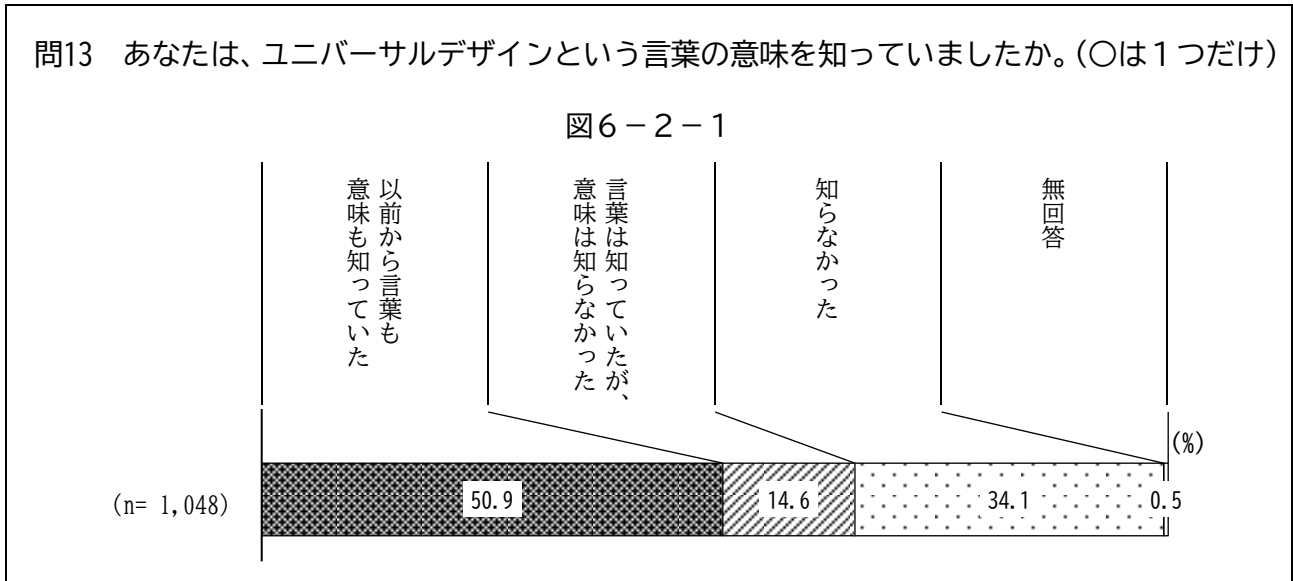 問13　あなたは、ユニバーサルデザインという言葉の意味を知っていましたか。（○は１つだけ）
図６－２－１
以前から言葉も
意味も知っていた
言葉は知っていたが、
意味は知らなかった
知らなかった
無回答
(%)
(n= 1,048)
50.9
14.6
34.1
0.5